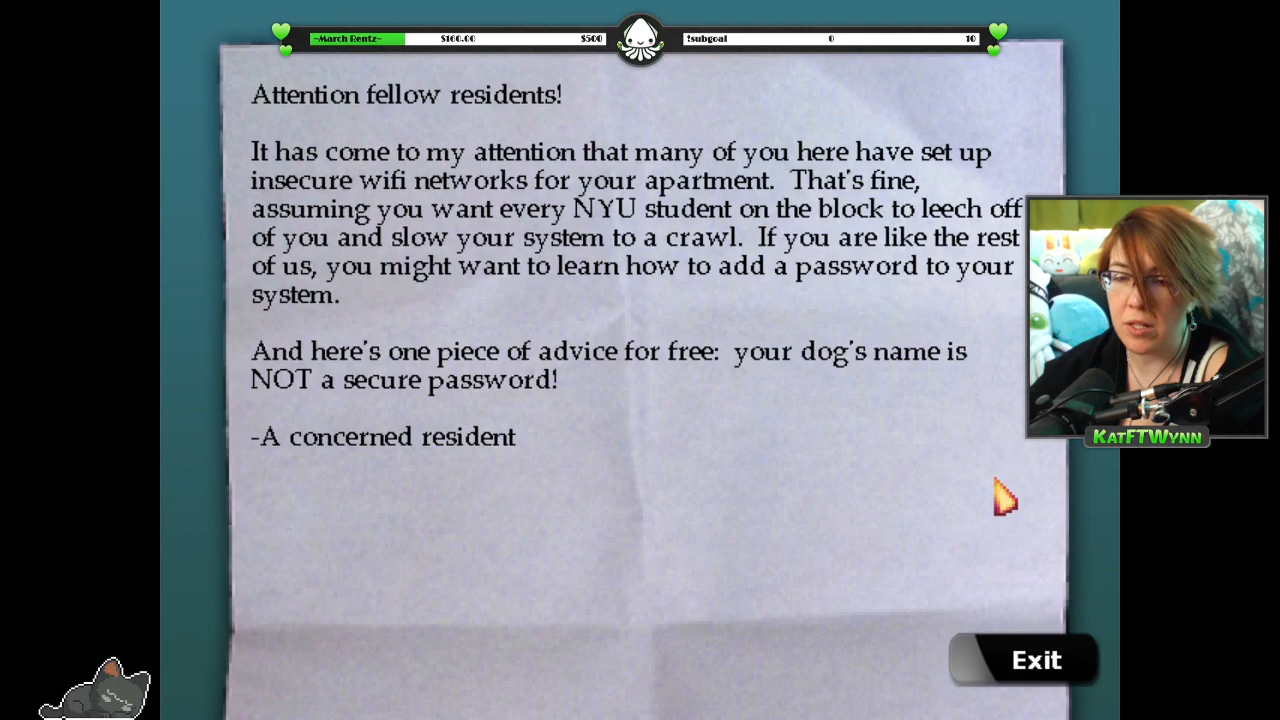 ~March Rentz~ $160.00 $500 !subgoal 0 10
Attention fellow residents!
It has come to my attention that many of you here have set up
insecure wifi networks for your apartment.  That's fine,
assuming you want every NYU student on the block to leech off
of you and slow your system to a crawl.  If you are like the rest
of us, you might want to learn how to add a password to your
system.
And here's one piece of advice for free:  your dog's name is
NOT a secure password!
-A concerned resident
KatFTWynn
Exit